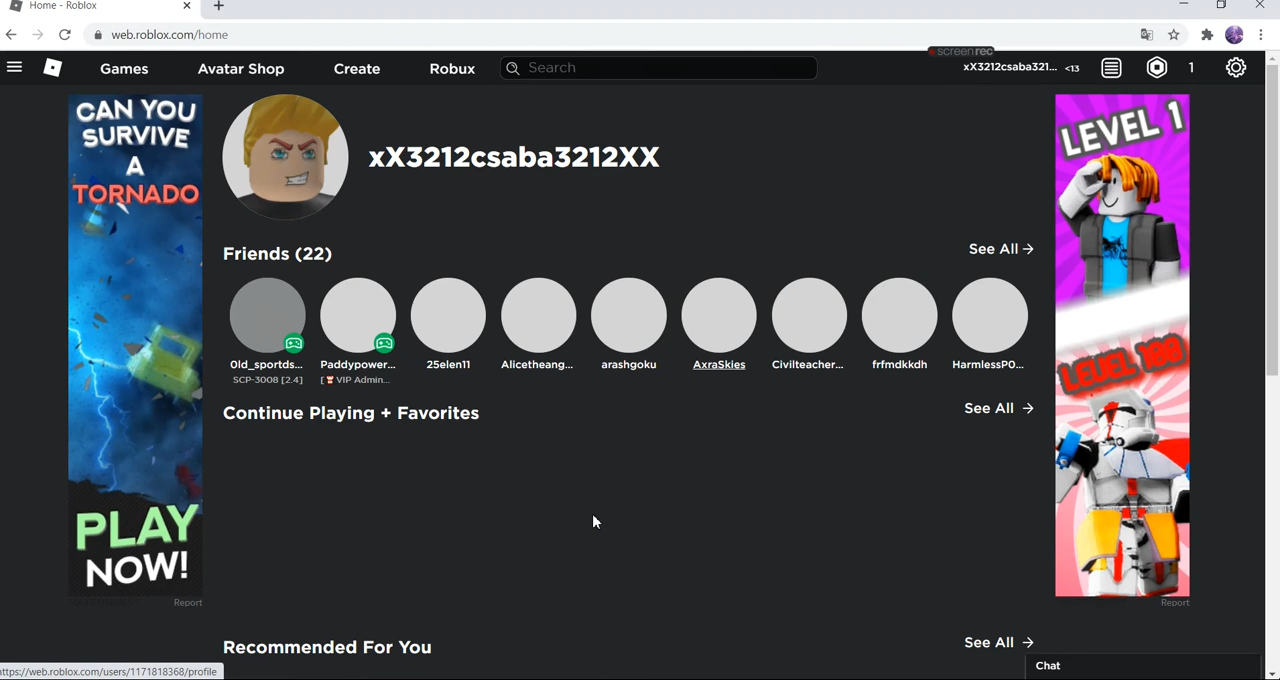 Home - Roblox
web.roblox.com/home
screenrec
Games Avatar Shop Create Robux Search xX3212csaba321... <13 1
CAN YOU
SURVIVE
A
TORNADO
PLAY
NOW!
Report
xX3212csaba3212XX
Friends (22) See All →
0ld_sportds... Paddypower... 25elen11 Alicetheang... arashgoku AxraSkies Civilteacher... frfmdkkdh HarmlessP0...
SCP-3008 [2.4] [ VIP Admin...
Continue Playing + Favorites See All →
Recommended For You See All →
LEVEL 1
LEVEL 100
Report
Chat
https://web.roblox.com/users/1171818368/profile